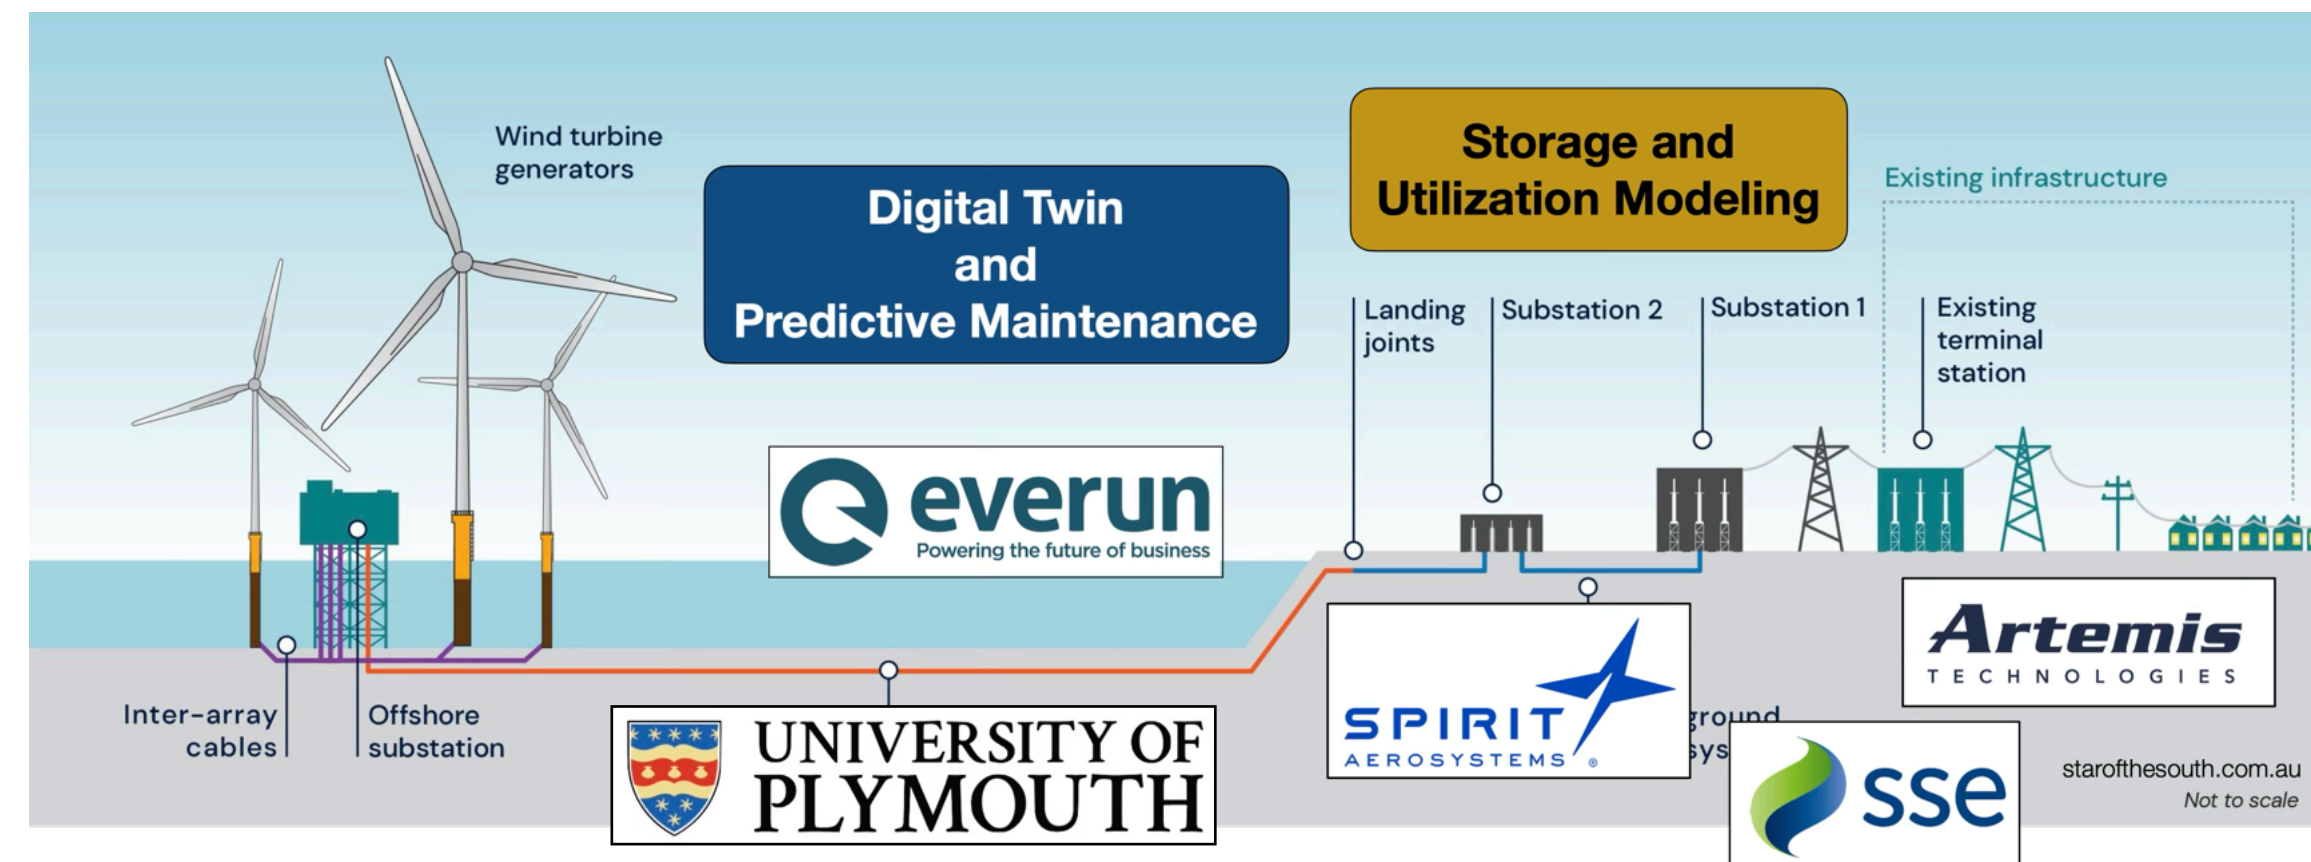 Wind turbine
generators
Digital Twin
and
Predictive Maintenance
Storage and
Utilization Modeling
Existing infrastructure
Landing
joints
Substation 2
Substation 1
Existing
terminal
station
everun
Powering the future of business
Inter-array
cables
Offshore
substation
UNIVERSITY OF
PLYMOUTH
SPIRIT
AEROSYSTEMS ®
ground
sys
Artemis
TECHNOLOGIES
sse
starofthesouth.com.au
Not to scale